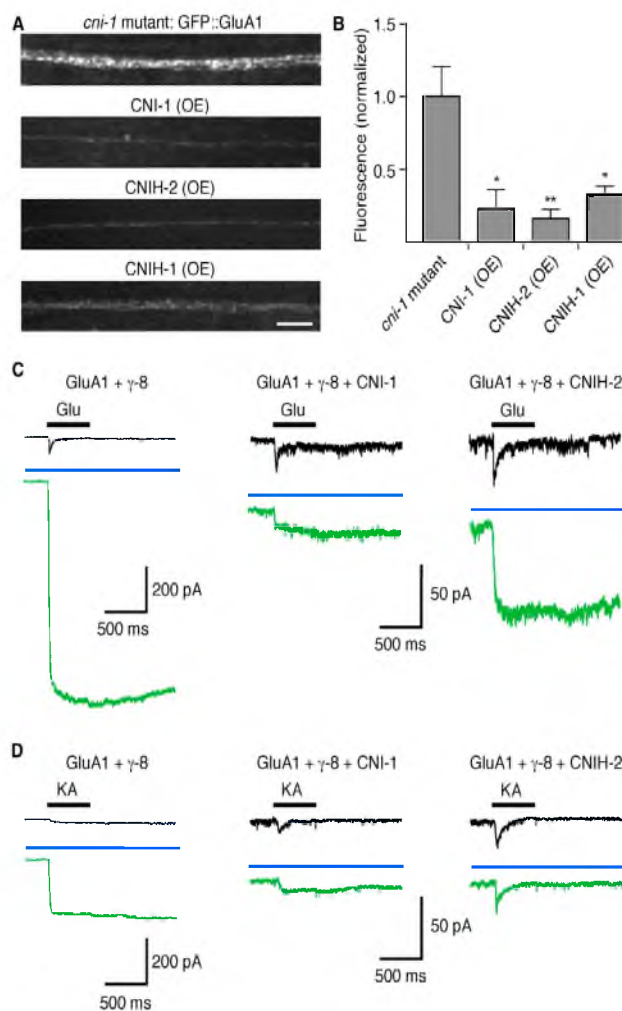 A
cni-1 mutant: GFP::GluA1
CNI-1 (OE)
CNIH-2 (OE)
CNIH-1 (OE)
B
Fluorescence (normalized)
1.5
1.0
0.5
*
**
*
cni-1 mutant
CNi-1 (OE)
CNIH-2 (OE)
CNIH-1 (OE)
C
GluA1 + γ-8
GluA1 + γ-8 + CNI-1
GluA1 + γ-8 + CNIH-2
Glu
Glu
Glu
200 pA
500 ms
50 pA
500 ms
D
GluA1 + γ-8
GluA1 + γ-8 + CNI-1
GluA1 + γ-8 + CNIH-2
KA
KA
KA
200 pA
500 ms
50 pA
500 ms